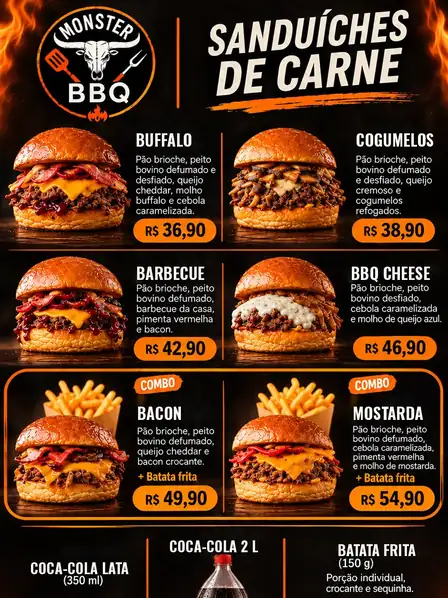 MONSTER
BBQ
SANDUÍCHES
DE CARNE
BUFFALO
Pão brioche, peito
bovino defumado e
desfiado, queijo
cheddar, molho
buffalo e cebola
caramelizada.
R$ 36,90
COGUMELOS
Pão brioche, peito
bovino defumado
e desfiado, queijo
cremoso e
cogumelos
refogados.
R$ 38,90
BARBECUE
Pão brioche, peito
bovino defumado,
barbecue da casa,
pimenta vermelha
e bacon.
R$ 42,90
BBQ CHEESE
Pão brioche, peito
bovino desfiado,
cebola caramelizada
e molho de queijo azul.
R$ 46,90
COMBO
BACON
Pão brioche, peito
bovino defumado,
queijo cheddar e
bacon crocante.
+ Batata frita
R$ 49,90
COMBO
MOSTARDA
Pão brioche, peito
bovino defumado,
cebola caramelizada,
pimenta vermelha
e molho de mostarda.
+ Batata frita
R$ 54,90
COCA-COLA LATA
(350 ml)
COCA-COLA 2 L
BATATA FRITA
(150 g)
Porção individual,
crocante e sequinha.